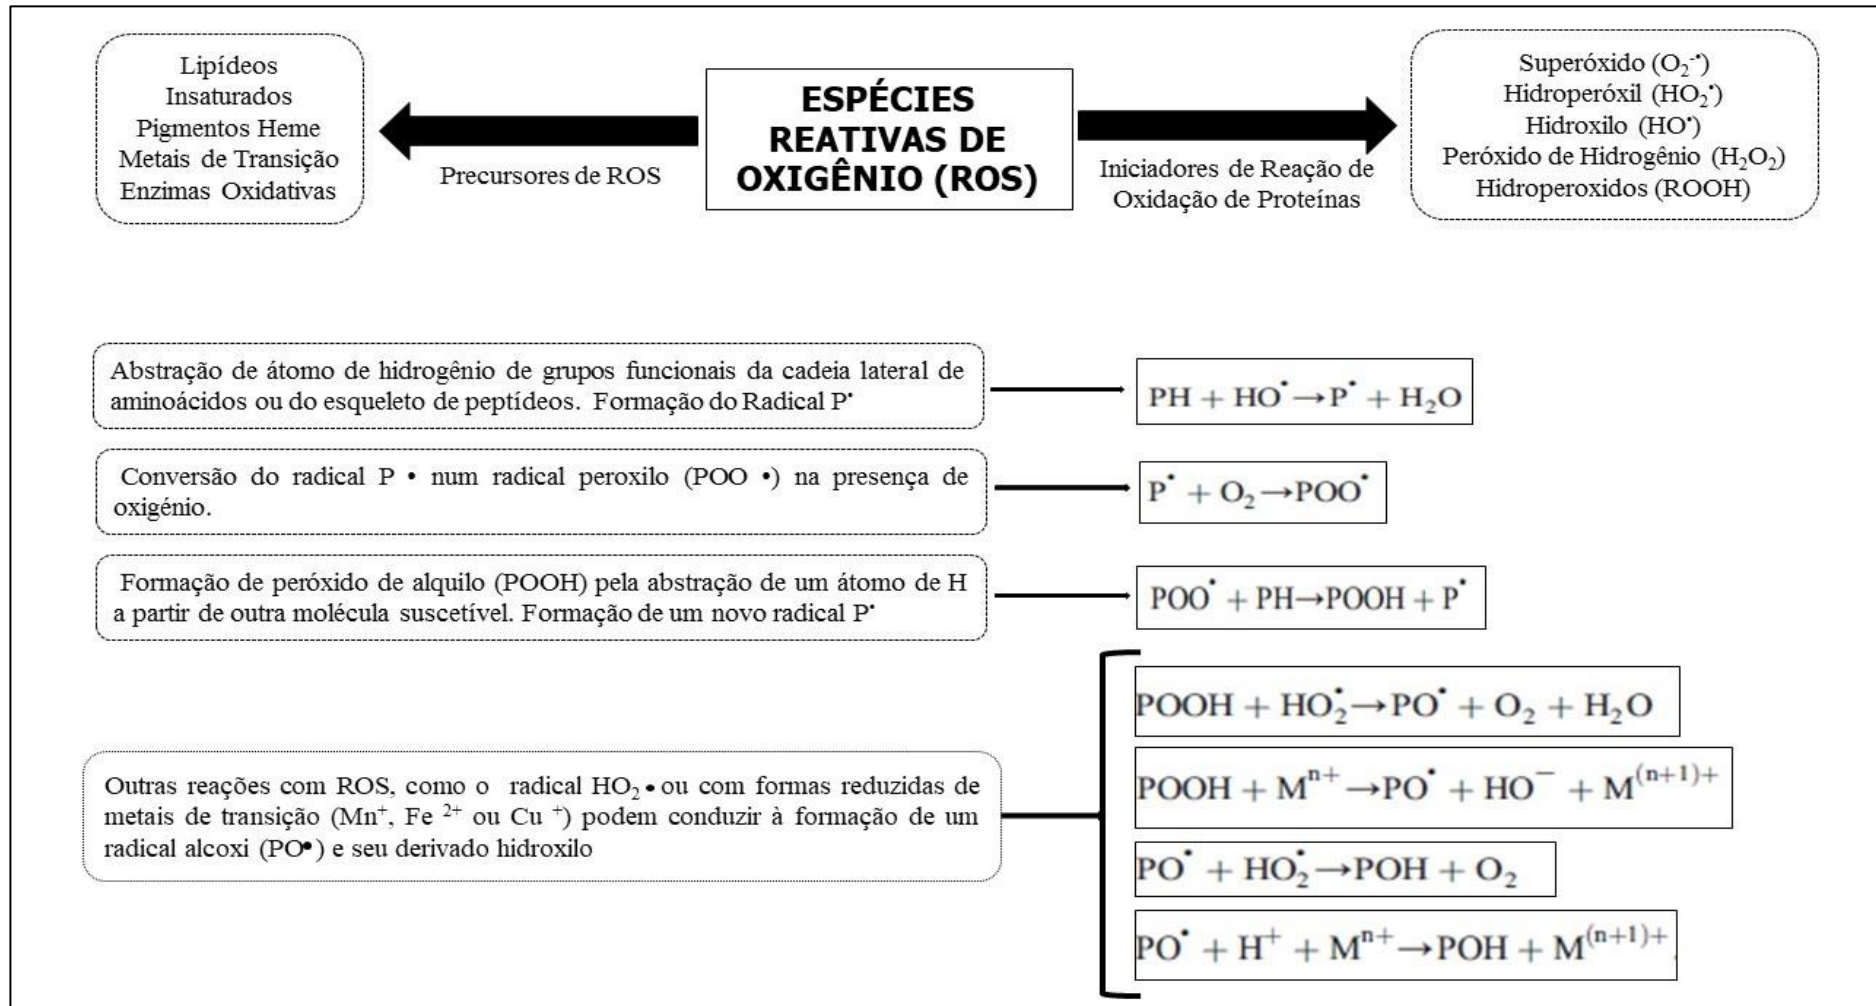 Lipídeos
Insaturados
Pigmentos Heme
Metais de Transição
Enzimas Oxidativas
Precursores de ROS
ESPÉCIES
REATIVAS DE
OXIGÊNIO (ROS)
Iniciadores de Reação de
Oxidação de Proteínas
Superóxido (O₂⁻•)
Hidroperóxil (HO₂•)
Hidroxilo (HO•)
Peróxido de Hidrogênio (H₂O₂)
Hidroperoxidos (ROOH)
Abstração de átomo de hidrogênio de grupos funcionais da cadeia lateral de
aminoácidos ou do esqueleto de peptídeos. Formação do Radical P•
PH + HO• → P• + H₂O
Conversão do radical P • num radical peroxilo (POO •) na presença de
oxigénio.
P• + O₂ → POO•
Formação de peróxido de alquilo (POOH) pela abstração de um átomo de H
a partir de outra molécula suscetível. Formação de um novo radical P•
POO• + PH → POOH + P•
Outras reações com ROS, como o radical HO₂ • ou com formas reduzidas de
metais de transição (Mn⁺, Fe ²⁺ ou Cu ⁺) podem conduzir à formação de um
radical alcoxi (PO•) e seu derivado hidroxilo
POOH + HO₂• → PO• + O₂ + H₂O
POOH + Mⁿ⁺ → PO• + HO⁻ + M⁽ⁿ⁺¹⁾⁺
PO• + HO₂• → POH + O₂
PO• + H⁺ + Mⁿ⁺ → POH + M⁽ⁿ⁺¹⁾⁺